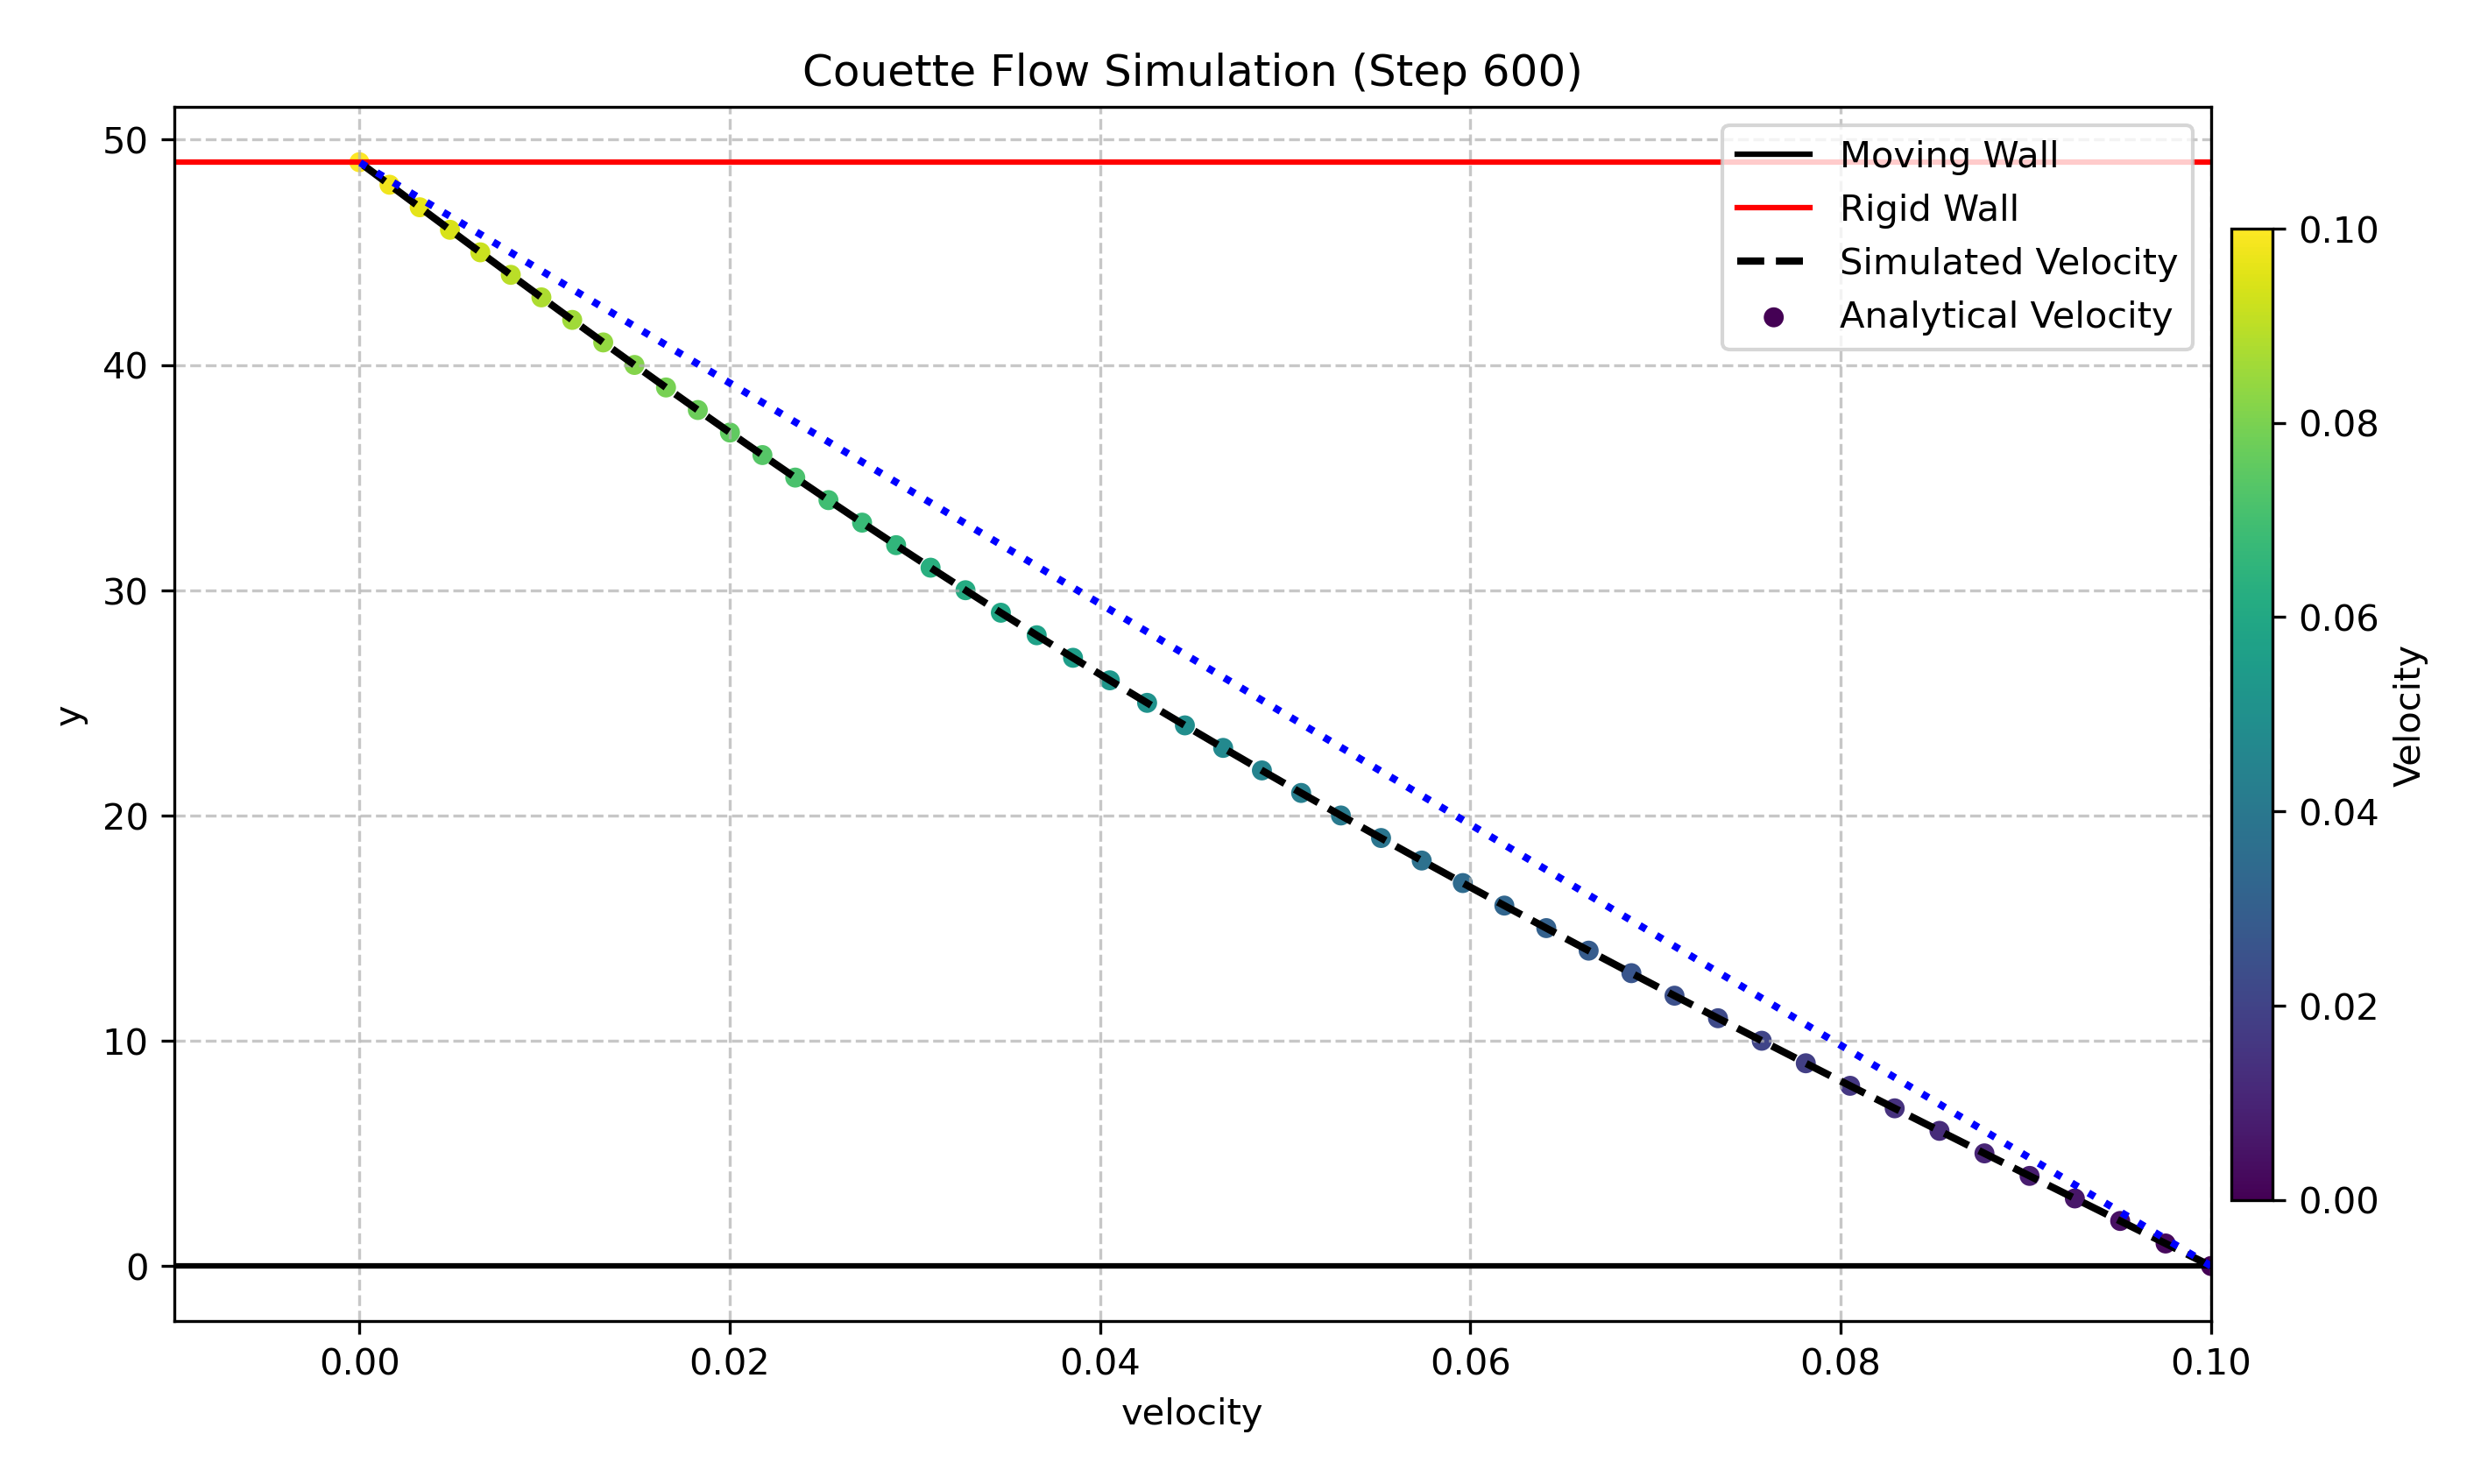 Couette Flow Simulation (Step 600)
Moving Wall
Rigid Wall
Simulated Velocity
Analytical Velocity
50
40
30
20
10
0
y
0.00
0.02
0.04
0.06
0.08
0.10
velocity
0.10
0.08
0.06
0.04
0.02
0.00
Velocity